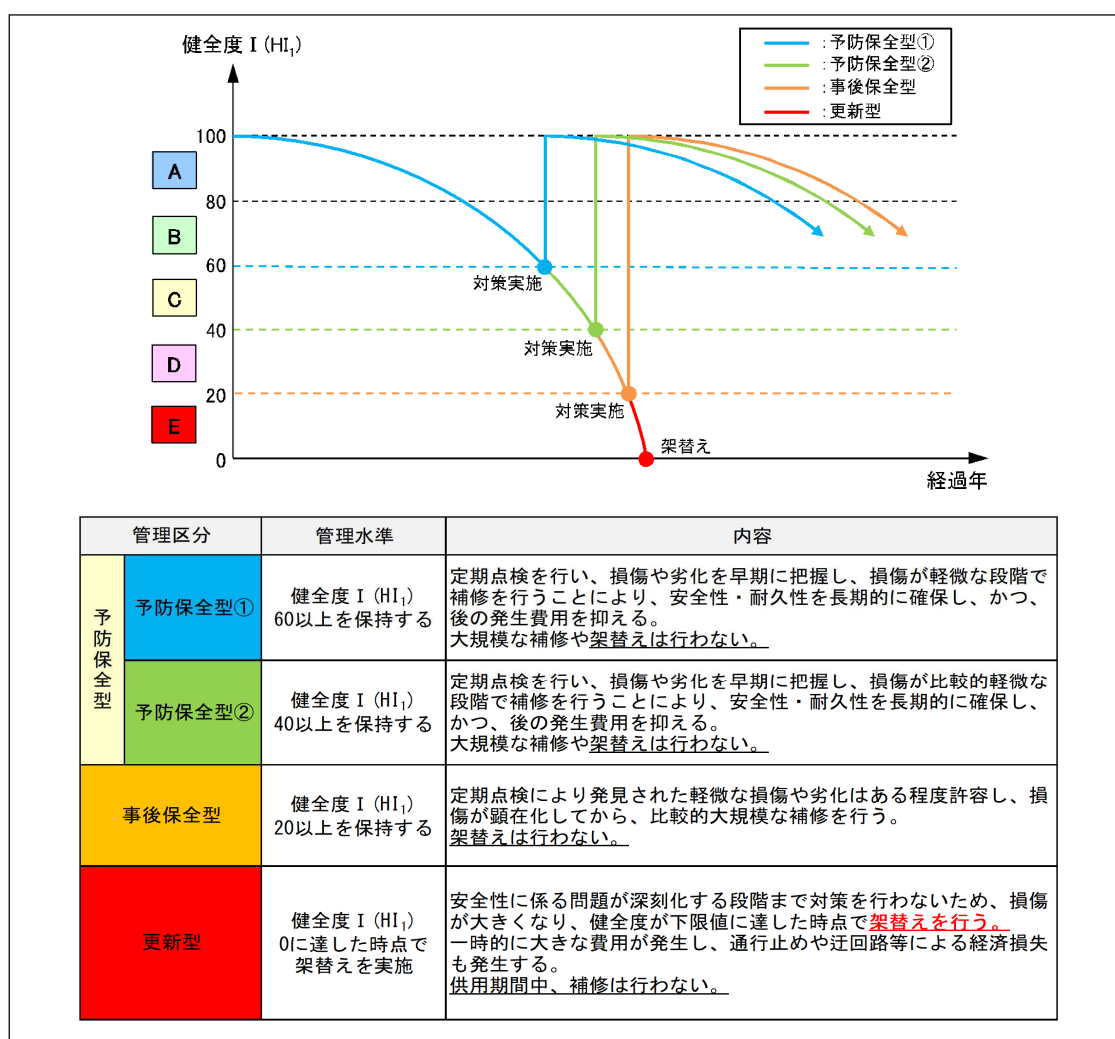 健全度Ⅰ(HI₁)
:予防保全型①
:予防保全型②
:事後保全型
:更新型
100
A
80
B
60
対策実施
C
40
対策実施
D
20
対策実施
E
架替え
0
経過年
管理区分
管理水準
内容
予防保全型
予防保全型①
健全度Ⅰ(HI₁)
60以上を保持する
定期点検を行い、損傷や劣化を早期に把握し、損傷が軽微な段階で
補修を行うことにより、安全性・耐久性を長期的に確保し、かつ、
後の発生費用を抑える。
大規模な補修や架替えは行わない。
予防保全型②
健全度Ⅰ(HI₁)
40以上を保持する
定期点検を行い、損傷や劣化を早期に把握し、損傷が比較的軽微な
段階で補修を行うことにより、安全性・耐久性を長期的に確保し、
かつ、後の発生費用を抑える。
大規模な補修や架替えは行わない。
事後保全型
健全度Ⅰ(HI₁)
20以上を保持する
定期点検により発見された軽微な損傷や劣化はある程度許容し、損
傷が顕在化してから、比較的大規模な補修を行う。
架替えは行わない。
更新型
健全度Ⅰ(HI₁)
0に達した時点で
架替えを実施
安全性に係る問題が深刻化する段階まで対策を行わないため、損傷
が大きくなり、健全度が下限値に達した時点で架替えを行う。
一時的に大きな費用が発生し、通行止めや迂回路等による経済損失
も発生する。
供用期間中、補修は行わない。